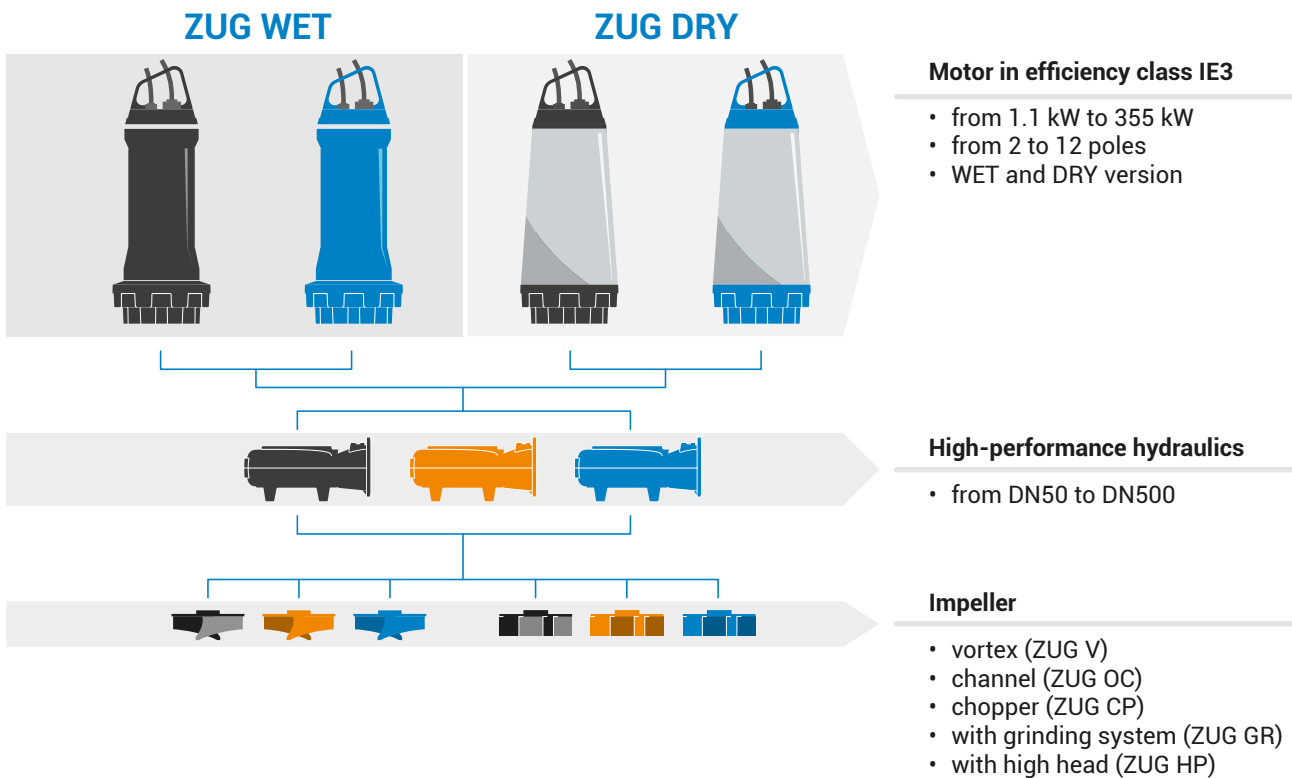 ZUG WET
ZUG DRY
Motor in efficiency class IE3
• from 1.1 kW to 355 kW
• from 2 to 12 poles
• WET and DRY version
High-performance hydraulics
• from DN50 to DN500
Impeller
• vortex (ZUG V)
• channel (ZUG OC)
• chopper (ZUG CP)
• with grinding system (ZUG GR)
• with high head (ZUG HP)